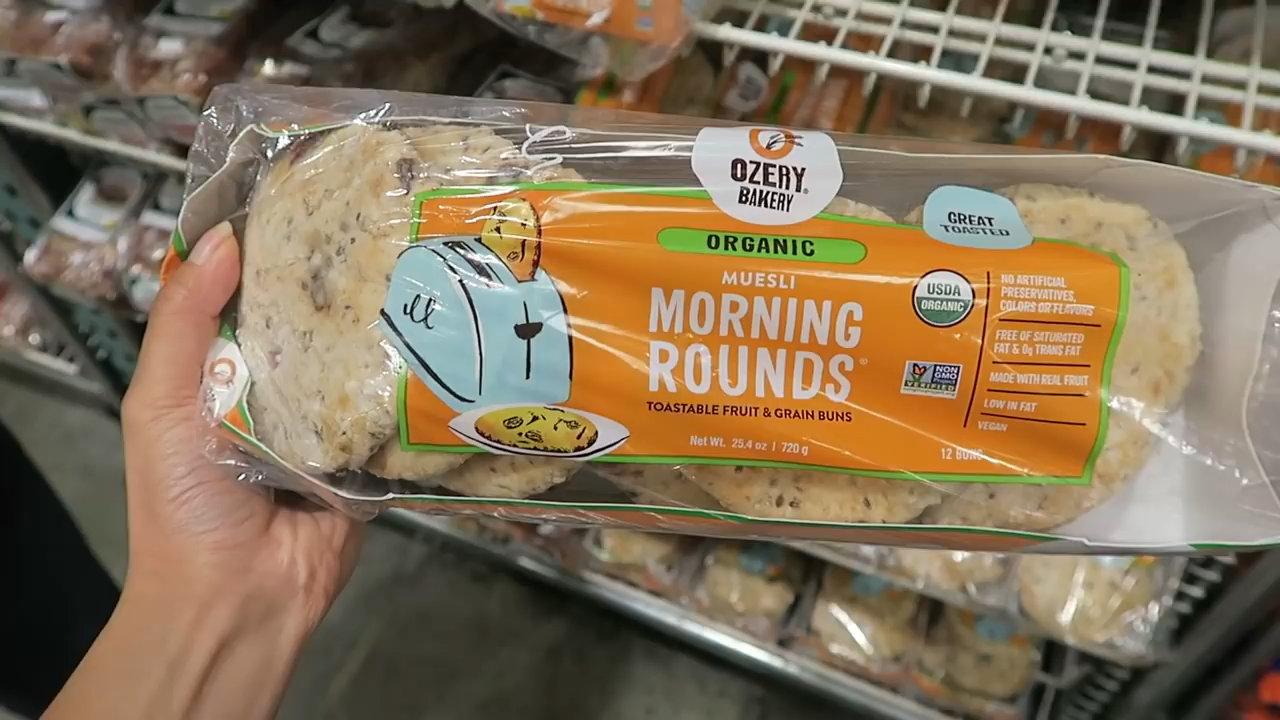 OZERY
BAKERY
ORGANIC
GREAT
TOASTED
MUESLI
MORNING
ROUNDS®
TOASTABLE FRUIT & GRAIN BUNS
Net Wt. 25.4 oz | 720 g
USDA
ORGANIC
NON
GMO
Project
VERIFIED
NO ARTIFICIAL
PRESERVATIVES,
COLORS OR FLAVORS
FREE OF SATURATED
FAT & 0g TRANS FAT
MADE WITH REAL FRUIT
LOW IN FAT
VEGAN
12 BUNS